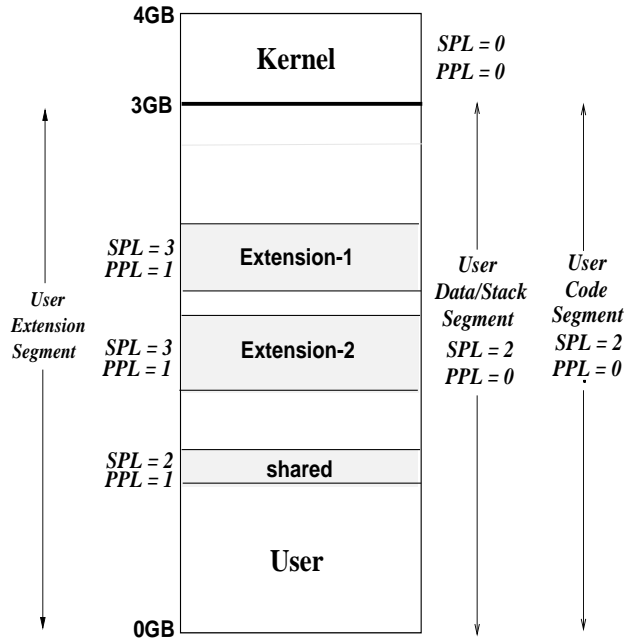 4GB
Kernel
SPL = 0
PPL = 0
3GB
SPL = 3
PPL = 1
Extension-1
User
Extension
Segment
User
Data/Stack
Segment
SPL = 2
PPL = 0
User
Code
Segment
SPL = 2
PPL = 0
SPL = 3
PPL = 1
Extension-2
SPL = 2
PPL = 1
shared
User
0GB